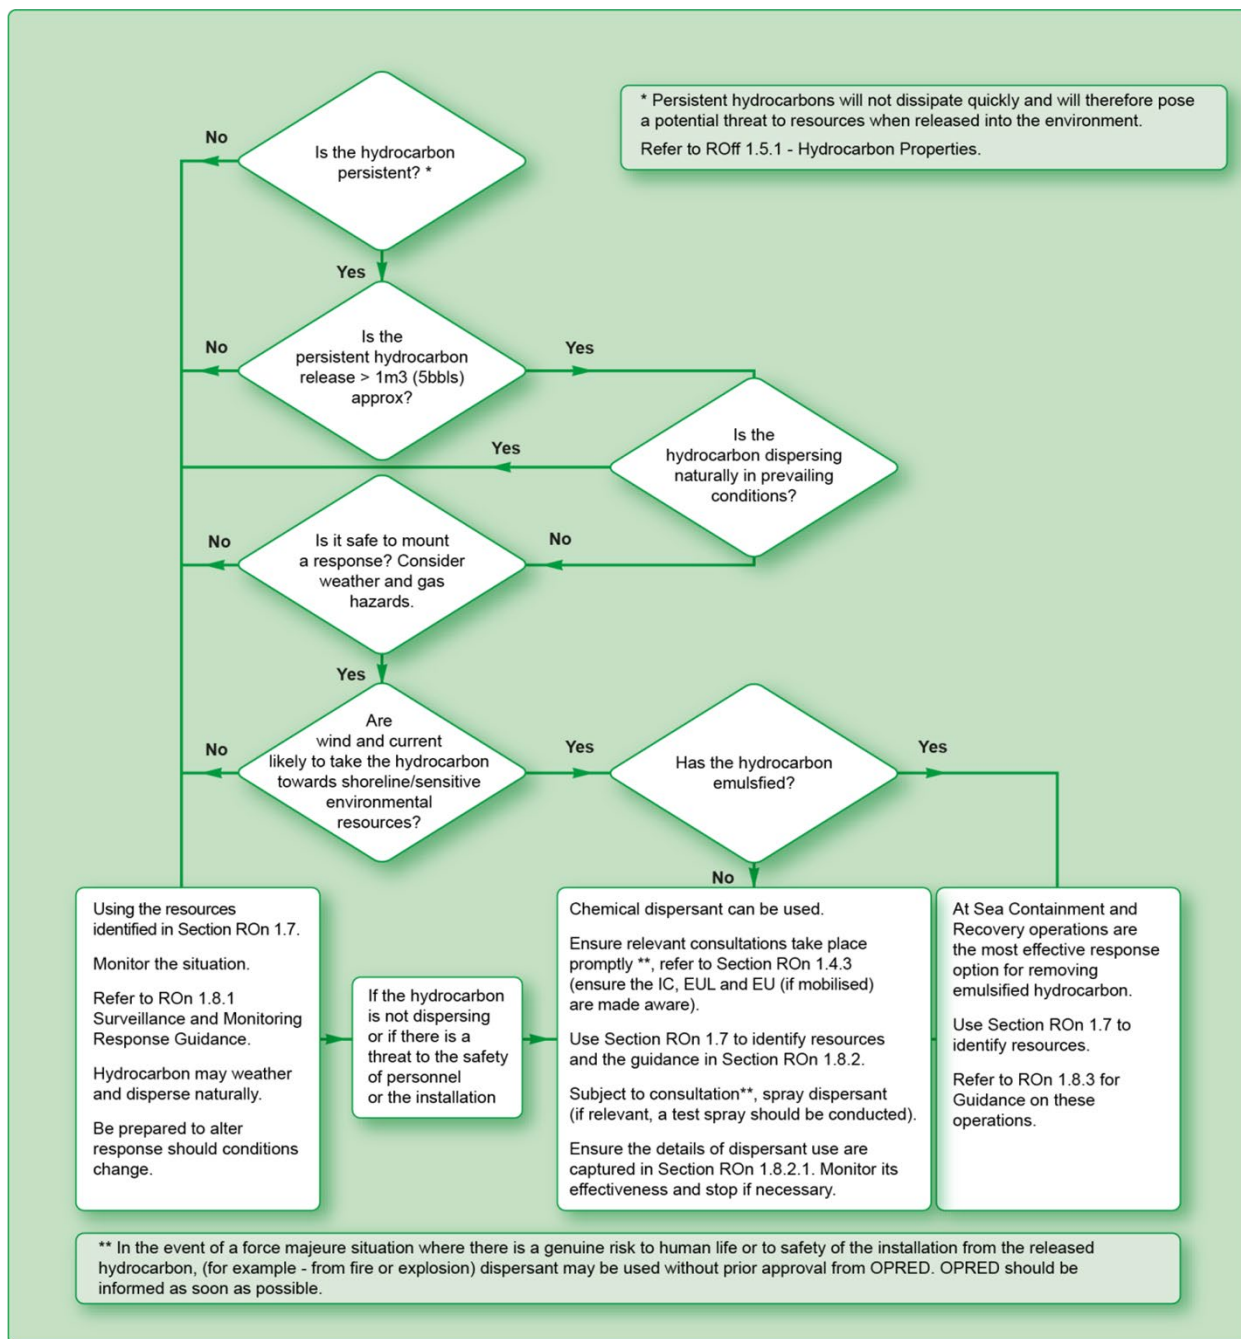 * Persistent hydrocarbons will not dissipate quickly and will therefore pose
a potential threat to resources when released into the environment.
Refer to ROff 1.5.1 - Hydrocarbon Properties.
No
Is the hydrocarbon
persistent? *
Yes
No
Is the
persistent hydrocarbon
release > 1m3 (5bbls)
approx?
Yes
Yes
Is the
hydrocarbon dispersing
naturally in prevailing
conditions?
No
Is it safe to mount
a response? Consider
weather and gas
hazards.
No
Yes
No
Are
wind and current
likely to take the hydrocarbon
towards shoreline/sensitive
environmental
resources?
Yes
Has the hydrocarbon
emulsfied?
Yes
No
Using the resources
identified in Section ROn 1.7.
Monitor the situation.
Refer to ROn 1.8.1
Surveillance and Monitoring
Response Guidance.
Hydrocarbon may weather
and disperse naturally.
Be prepared to alter
response should conditions
change.
If the hydrocarbon
is not dispersing
or if there is a
threat to the safety
of personnel
or the installation
Chemical dispersant can be used.
Ensure relevant consultations take place
promptly **, refer to Section ROn 1.4.3
(ensure the IC, EUL and EU (if mobilised)
are made aware).
Use Section ROn 1.7 to identify resources
and the guidance in Section ROn 1.8.2.
Subject to consultation**, spray dispersant
(if relevant, a test spray should be conducted).
Ensure the details of dispersant use are
captured in Section ROn 1.8.2.1. Monitor its
effectiveness and stop if necessary.
At Sea Containment and
Recovery operations are
the most effective response
option for removing
emulsified hydrocarbon.
Use Section ROn 1.7 to
identify resources.
Refer to ROn 1.8.3 for
Guidance on these
operations.
** In the event of a force majeure situation where there is a genuine risk to human life or to safety of the installation from the released
hydrocarbon, (for example - from fire or explosion) dispersant may be used without prior approval from OPRED. OPRED should be
informed as soon as possible.